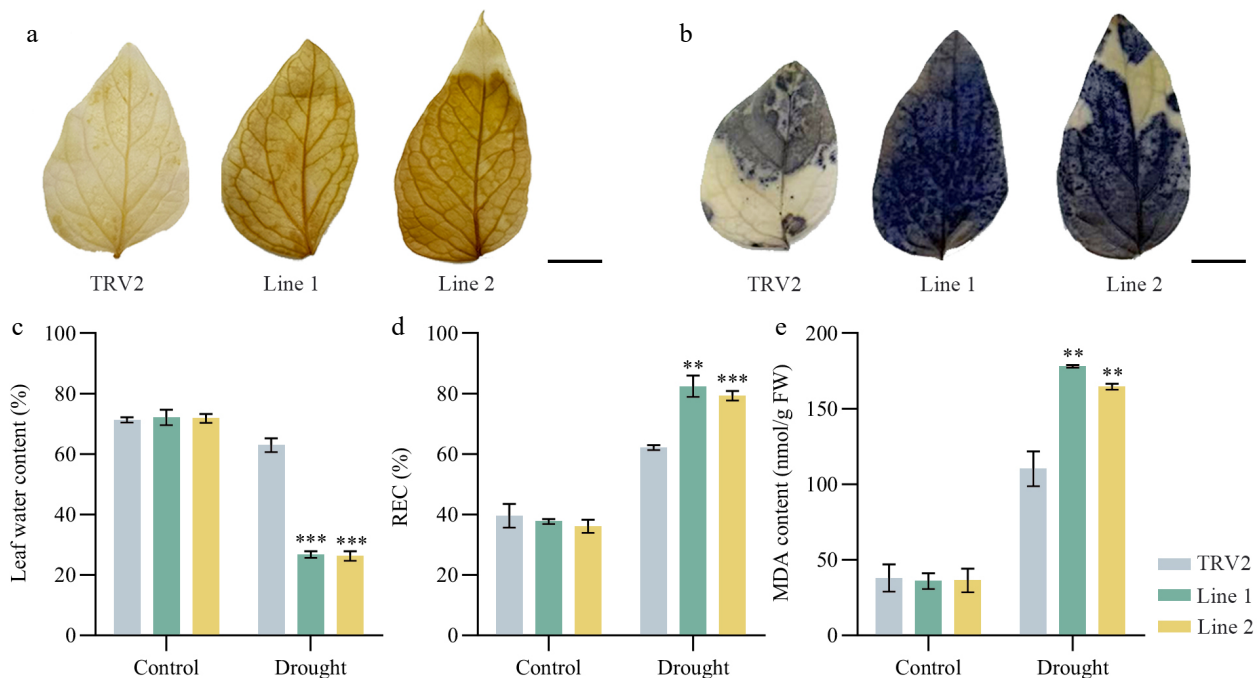 a
TRV2
Line 1
Line 2
b
TRV2
Line 1
Line 2
c
Leaf water content (%)
100
80
60
40
20
0
*** ***
Control
Drought
d
REC (%)
100
80
60
40
20
0
** ***
Control
Drought
e
MDA content (nmol/g FW)
200
150
100
50
0
** **
Control
Drought
TRV2
Line 1
Line 2